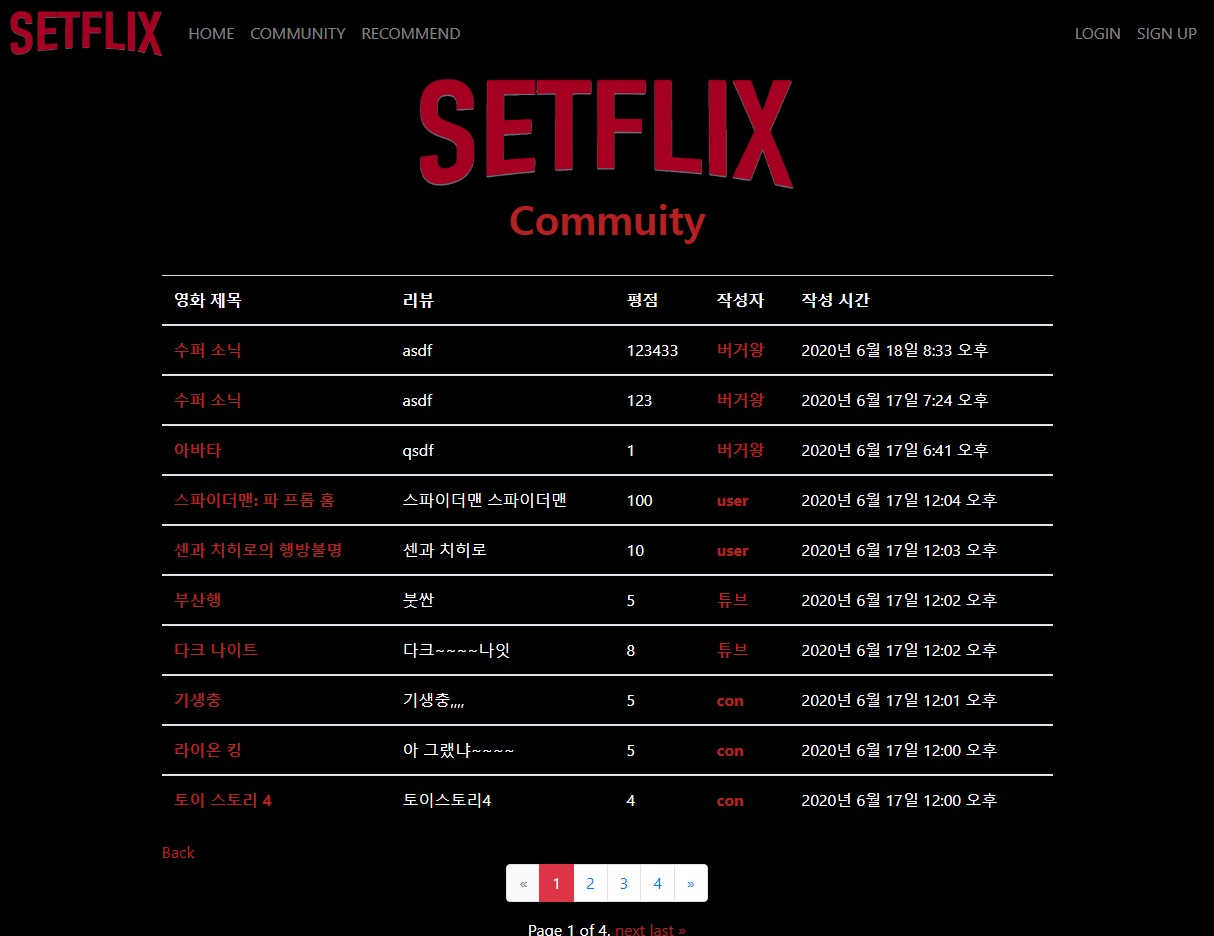 SETFLIX HOME COMMUNITY RECOMMEND LOGIN SIGN UP
SETFLIX
Commuity
영화 제목 리뷰 평점 작성자 작성 시간
수퍼 소닉 asdf 123433 버거왕 2020년 6월 18일 8:33 오후
수퍼 소닉 asdf 123 버거왕 2020년 6월 17일 7:24 오후
아바타 qsdf 1 버거왕 2020년 6월 17일 6:41 오후
스파이더맨: 파 프롬 홈 스파이더맨 스파이더맨 100 user 2020년 6월 17일 12:04 오후
센과 치히로의 행방불명 센과 치히로 10 user 2020년 6월 17일 12:03 오후
부산행 붓싼 5 튜브 2020년 6월 17일 12:02 오후
다크 나이트 다크~~~~나잇 8 튜브 2020년 6월 17일 12:02 오후
기생충 기생충,,,, 5 con 2020년 6월 17일 12:01 오후
라이온 킹 아 그랬냐~~~~ 5 con 2020년 6월 17일 12:00 오후
토이 스토리 4 토이스토리4 4 con 2020년 6월 17일 12:00 오후
Back
« 1 2 3 4 »
Page 1 of 4. next last »